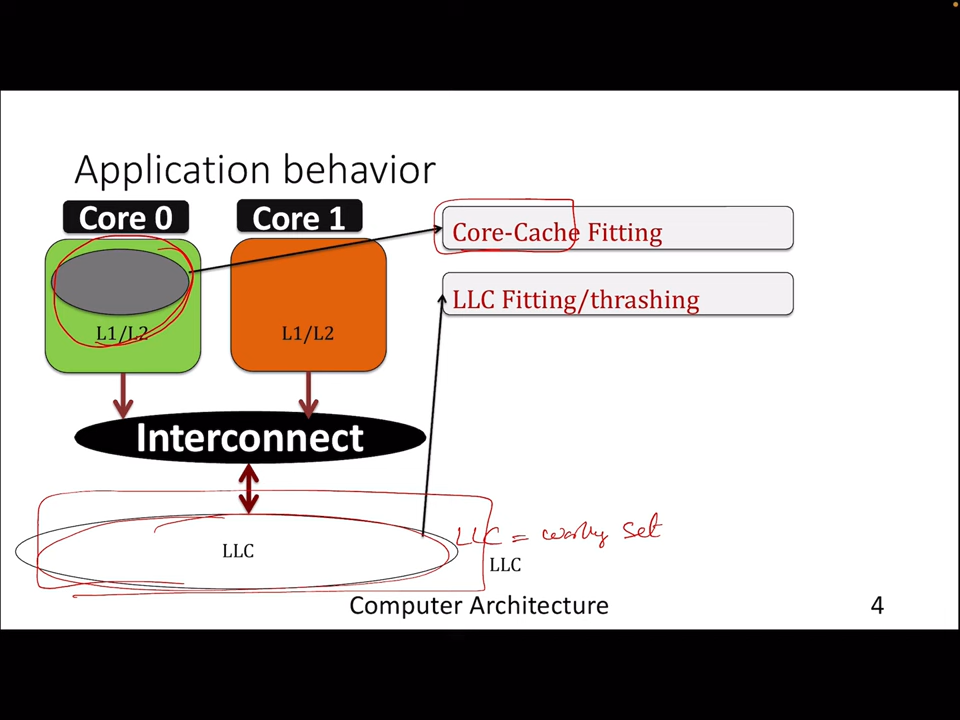 Application behavior
Core 0
Core 1
Core-Cache Fitting
LLC Fitting/thrashing
L1/L2
L1/L2
Interconnect
LLC
LLC = set
LLC
Computer Architecture
4